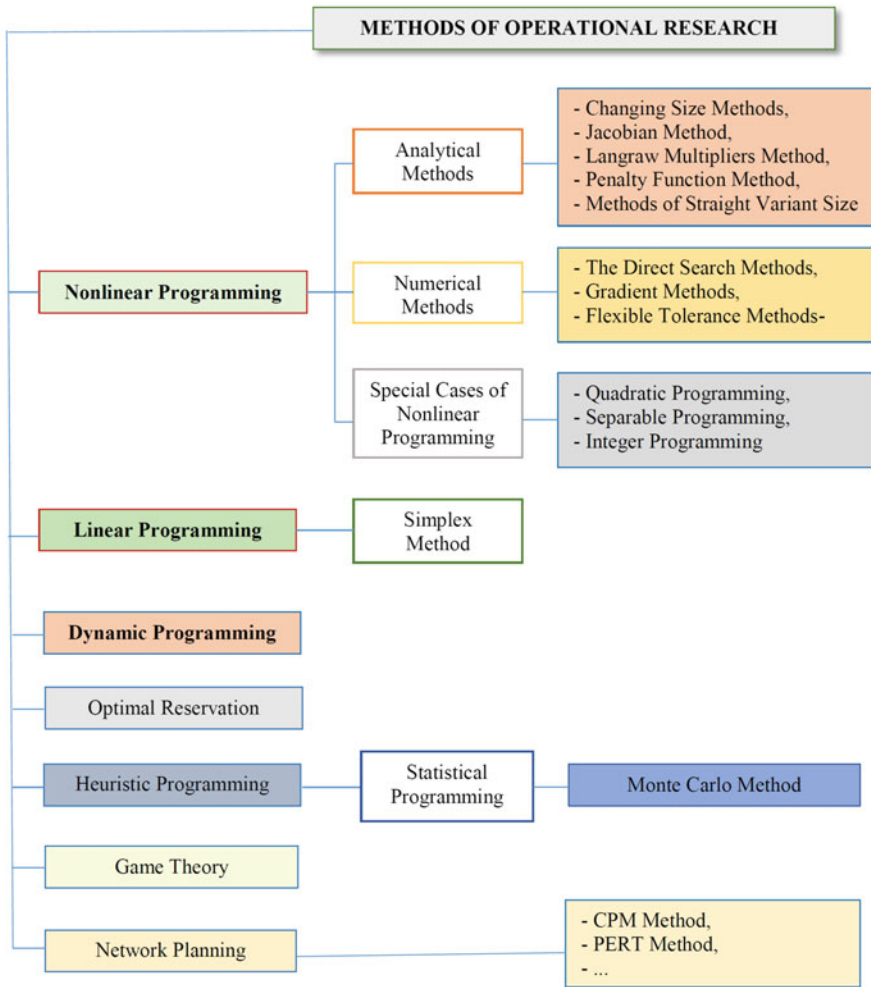 METHODS OF OPERATIONAL RESEARCH
Analytical
Methods
- Changing Size Methods,
- Jacobian Method,
- Langraw Multipliers Method,
- Penalty Function Method,
- Methods of Straight Variant Size
Nonlinear Programming
Numerical
Methods
- The Direct Search Methods,
- Gradient Methods,
- Flexible Tolerance Methods-
Special Cases of
Nonlinear
Programming
- Quadratic Programming,
- Separable Programming,
- Integer Programming
Linear Programming
Simplex
Method
Dynamic Programming
Optimal Reservation
Heuristic Programming
Statistical
Programming
Monte Carlo Method
Game Theory
Network Planning
- CPM Method,
- PERT Method,
- ...